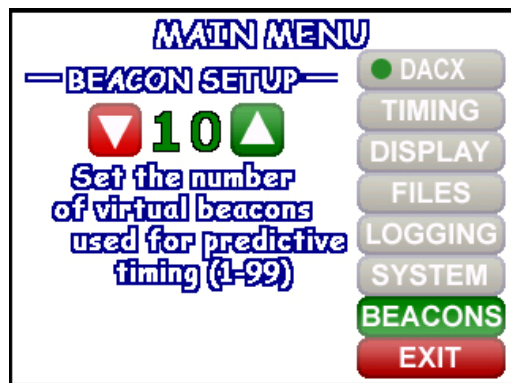 MAIN MENU
BEACON SETUP
10
Set the number
of virtual beacons
used for predictive
timing (1-99)
DACX
TIMING
DISPLAY
FILES
LOGGING
SYSTEM
BEACONS
EXIT